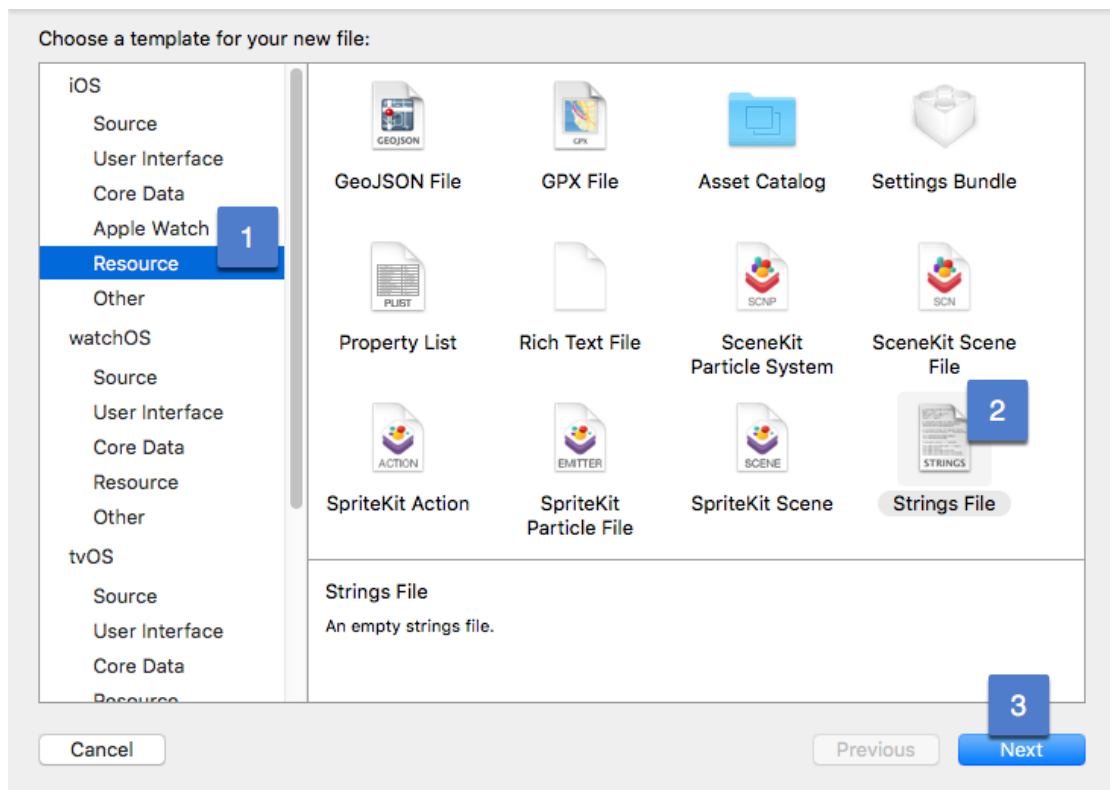 Choose a template for your new file:
iOS
Source
User Interface
Core Data
Apple Watch
1
Resource
Other
watchOS
Source
User Interface
Core Data
Resource
Other
tvOS
Source
User Interface
Core Data
Resource
GEOJSON
GPX
GeoJSON File
GPX File
Asset Catalog
Settings Bundle
PLIST
SCNP
SCN
Property List
Rich Text File
SceneKit
Particle System
SceneKit Scene
File
2
ACTION
EMITTER
SCENE
STRINGS
SpriteKit Action
SpriteKit
Particle File
SpriteKit Scene
Strings File
Strings File
An empty strings file.
3
Cancel
Previous
Next